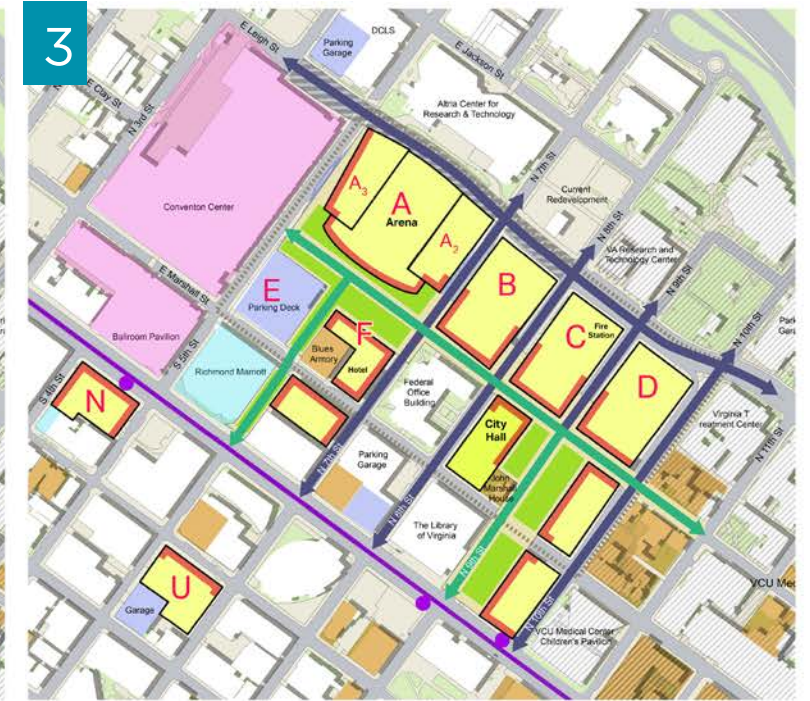 3
E Leigh St
Parking
Garage
DCLS
E Jackson St
E Clay St
N 3rd St
Altria Center for
Research & Technology
Conventon Center
A3
A
Arena
A2
N 7th St
Current
Redevelopment
N 8th St
VA Research and
Technology Center
N 9th St
N 10th St
E Marshall St
E
Parking Deck
B
C
Fire
Station
D
Ballroom Pavilion
S 5th St
Richmond Marriott
Blues
Armory
F
Hotel
Federal
Office
Building
City
Hall
Virginia T
reatment Center
N 11th St
S 4th St
N
N 7th St
Parking
Garage
John
Marshall
House
N 8th St
The Library
of Virginia
N 9th St
U
Garage
N 10th St
VCU Medical Center
Children's Pavilion
VCU Med